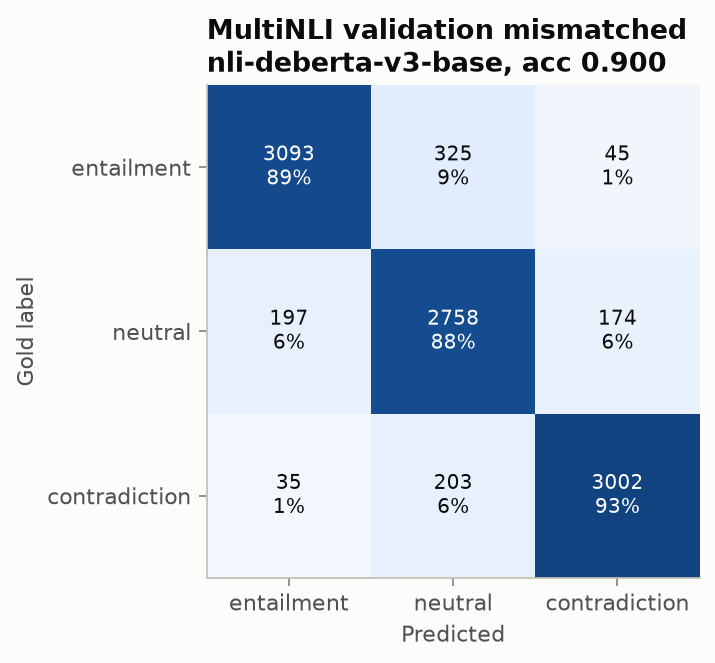 MultiNLI validation mismatched
nli-deberta-v3-base, acc 0.900
Gold label
entailment
3093
89%
325
9%
45
1%
neutral
197
6%
2758
88%
174
6%
contradiction
35
1%
203
6%
3002
93%
entailment
neutral
contradiction
Predicted